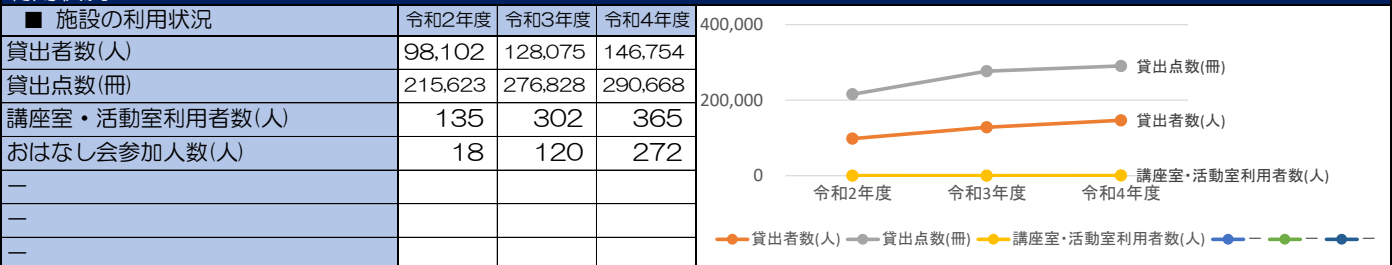 ■ 施設の利用状況 令和2年度 令和3年度 令和4年度
貸出者数(人) 98,102 128,075 146,754
貸出点数(冊) 215,623 276,828 290,668
講座室・活動室利用者数(人) 135 302 365
おはなし会参加人数(人) 18 120 272
ー
ー
ー
400,000
200,000
0
貸出点数(冊)
貸出者数(人)
講座室・活動室利用者数(人)
令和2年度 令和3年度 令和4年度
貸出者数(人) 貸出点数(冊) 講座室・活動室利用者数(人) ー ー ー